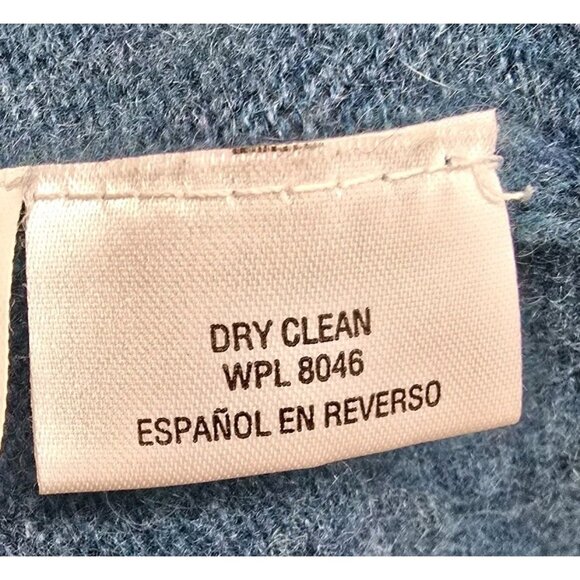 DRY CLEAN
WPL 8046
ESPAÑOL EN REVERSO